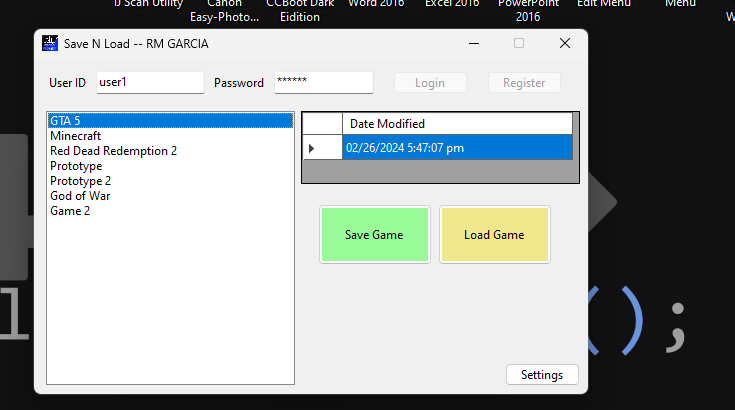 IJ Scan Utility
Canon
Easy-Photo...
CCBoot Dark
Eidition
Word 2016
Excel 2016
PowerPoint
2016
Edit Menu
Menu
W
Save N Load -- RM GARCIA
User ID
user1
Password
******
Login
Register
GTA 5
Minecraft
Red Dead Redemption 2
Prototype
Prototype 2
God of War
Game 2
Date Modified
02/26/2024 5:47:07 pm
Save Game
Load Game
Settings
1
();